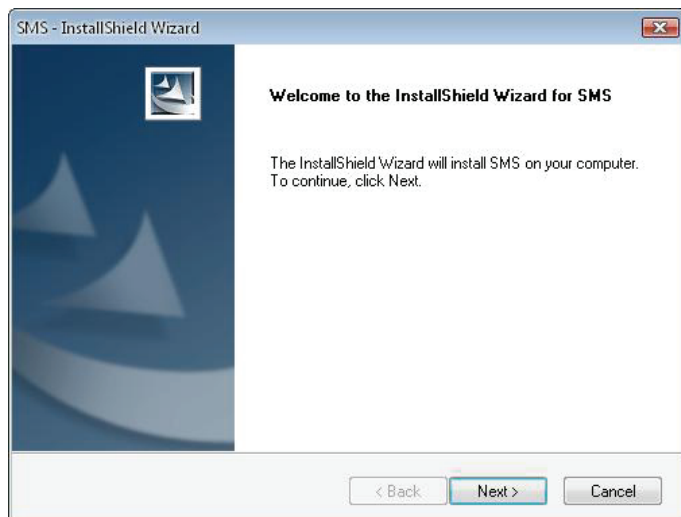 SMS - InstallShield Wizard
Welcome to the InstallShield Wizard for SMS
The InstallShield Wizard will install SMS on your computer.
To continue, click Next.
< Back
Next >
Cancel